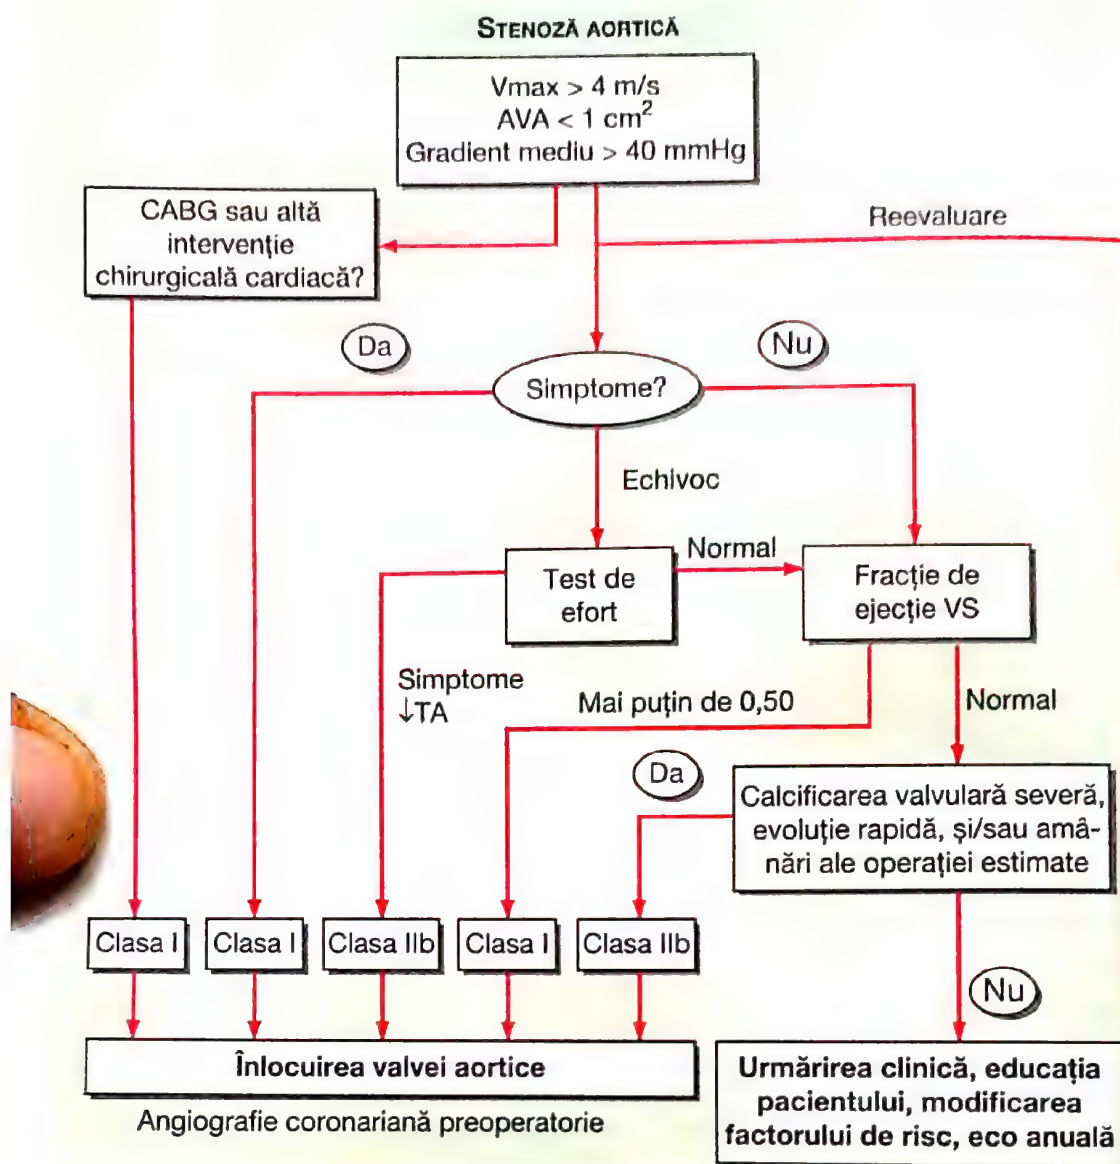 STENOZĂ AORTICĂ
Vmax > 4 m/s
AVA < 1 cm²
Gradient mediu > 40 mmHg
CABG sau altă
intervenție
chirurgicală cardiacă?
Reevaluare
Da
Nu
Simptome?
Echivoc
Test de
efort
Normal
Fracție de
ejecție VS
Simptome
↓TA
Mai puțin de 0,50
Normal
Da
Calcificarea valvulară severă,
evoluție rapidă, și/sau amâ-
nări ale operației estimate
Clasa I
Clasa I
Clasa IIb
Clasa I
Clasa IIb
Nu
Înlocuirea valvei aortice
Angiografie coronariană preoperatorie
Urmărirea clinică, educația
pacientului, modificarea
factorului de risc, eco anuală